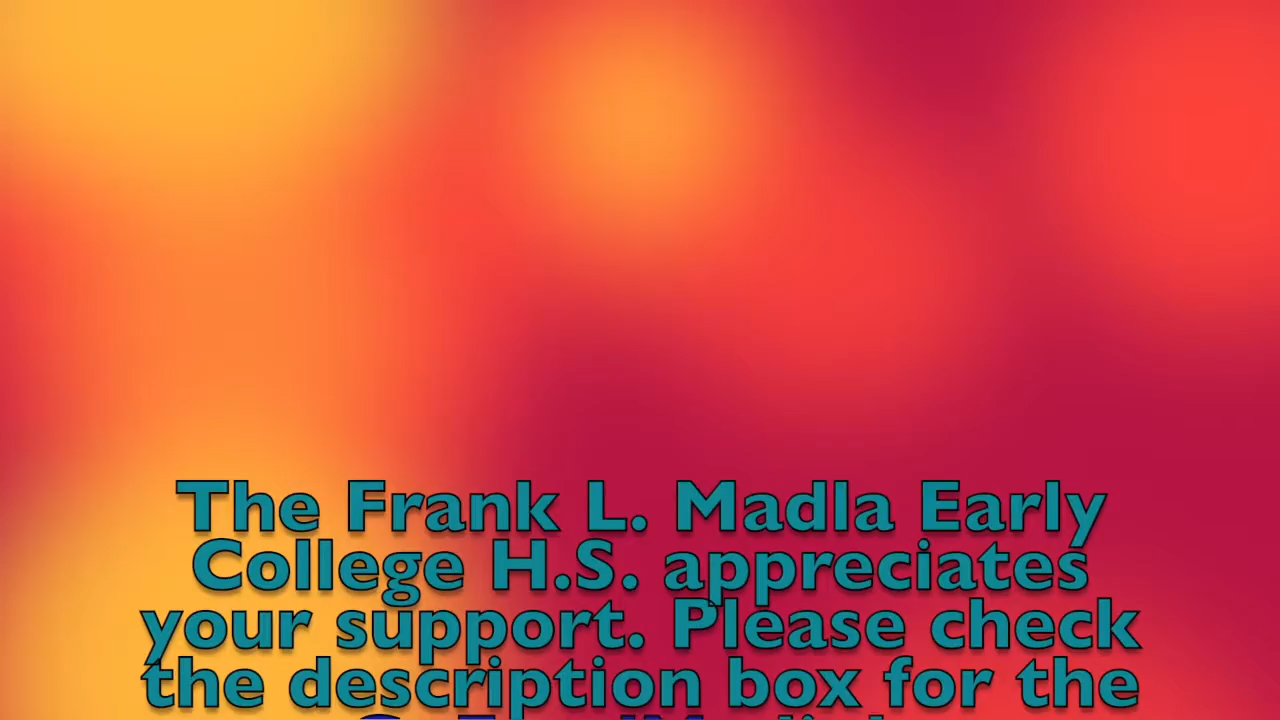 The Frank L. Madla Early
College H.S. appreciates
your support. Please check
the description box for the